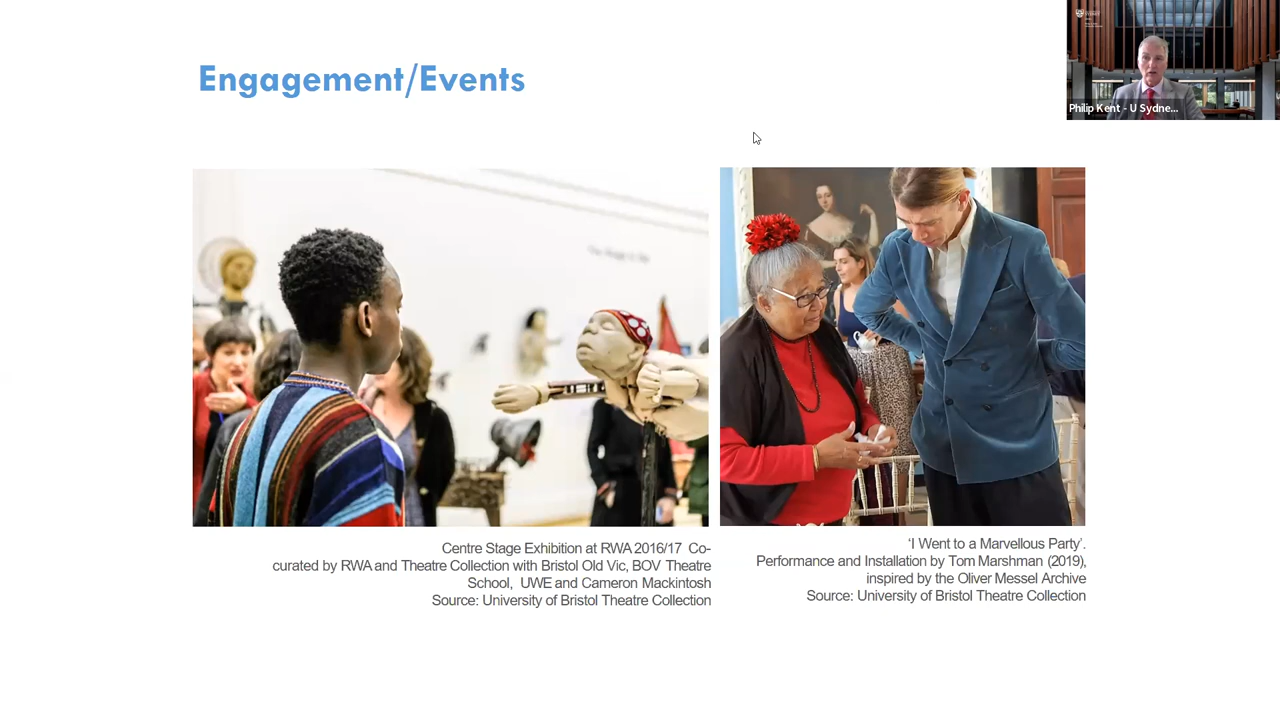 Engagement/Events
Philip Kent - U Sydne...
Centre Stage Exhibition at RWA 2016/17 Co-
curated by RWA and Theatre Collection with Bristol Old Vic, BOV Theatre
School, UWE and Cameron Mackintosh
Source: University of Bristol Theatre Collection
‘I Went to a Marvellous Party’.
Performance and Installation by Tom Marshman (2019),
inspired by the Oliver Messel Archive
Source: University of Bristol Theatre Collection